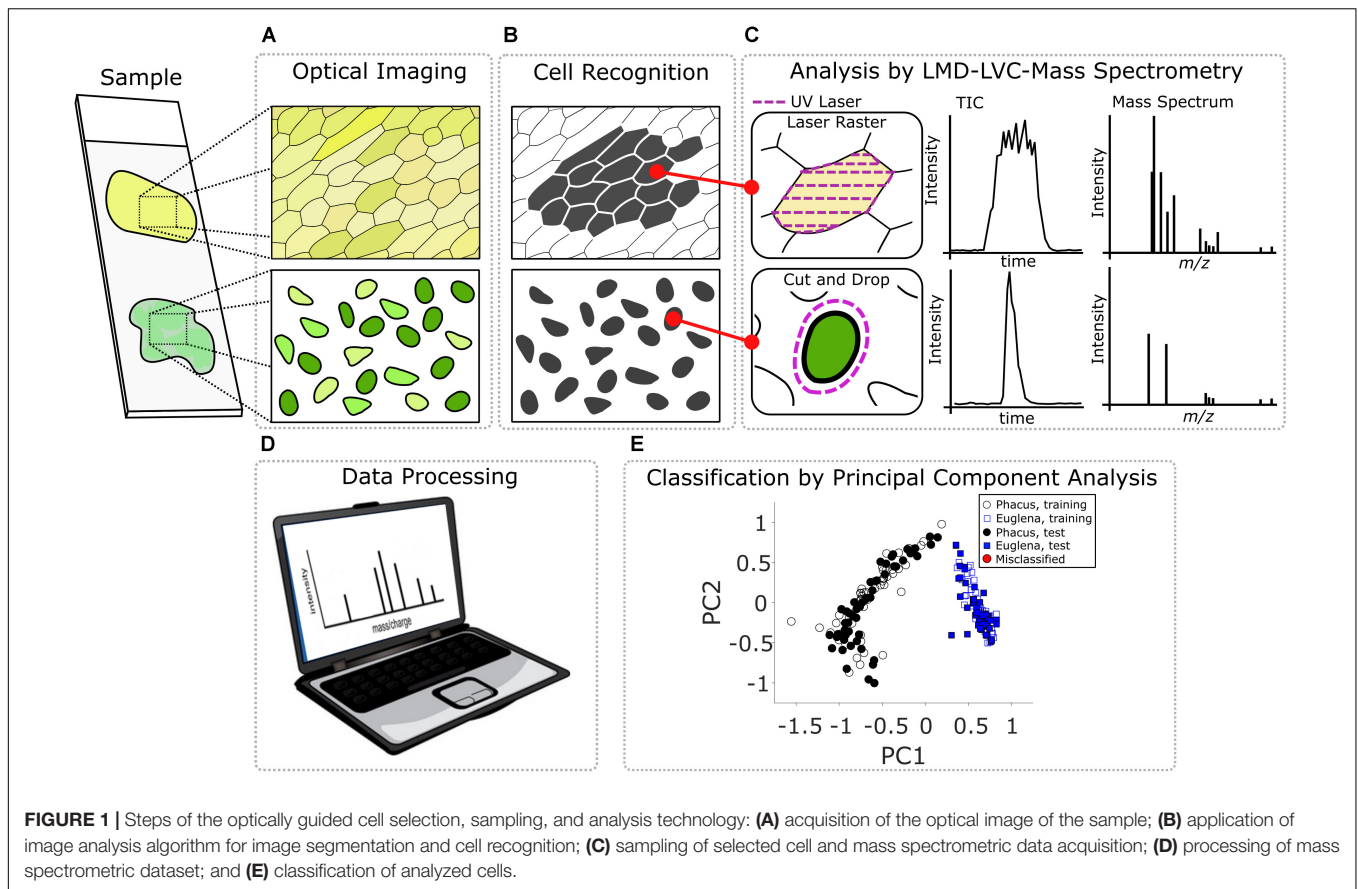 Sample
A
Optical Imaging
B
Cell Recognition
C
Analysis by LMD-LVC-Mass Spectrometry
UV Laser
Laser Raster
TIC
Intensity
time
Mass Spectrum
Intensity
m/z
Cut and Drop
Intensity
time
Intensity
m/z
D
Data Processing
intensity
mass/charge
E
Classification by Principal Component Analysis
Phacus, training
Euglena, training
Phacus, test
Euglena, test
Misclassified
PC2
1
0.5
0
-0.5
-1
-1.5 -1 -0.5 0 0.5 1
PC1
FIGURE 1 | Steps of the optically guided cell selection, sampling, and analysis technology: (A) acquisition of the optical image of the sample; (B) application of
image analysis algorithm for image segmentation and cell recognition; (C) sampling of selected cell and mass spectrometric data acquisition; (D) processing of mass
spectrometric dataset; and (E) classification of analyzed cells.